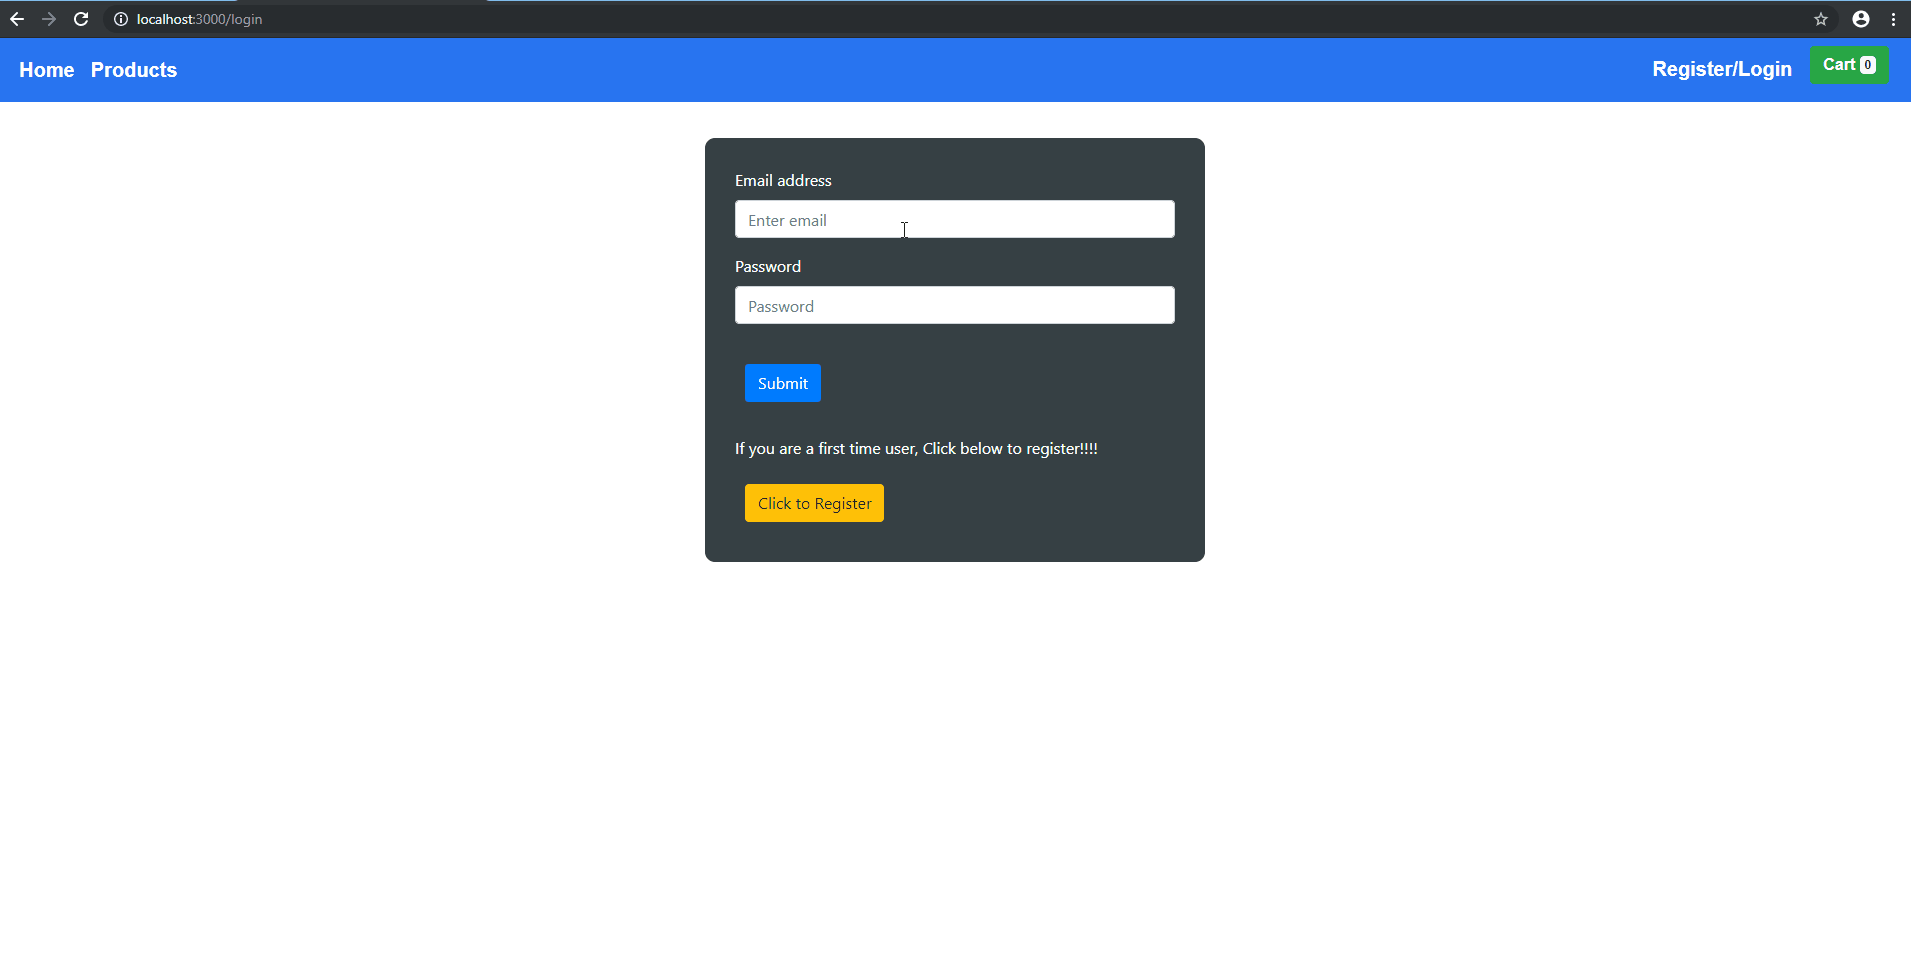 localhost:3000/login
Home Products Register/Login Cart 0
Email address
Enter email
Password
Password
Submit
If you are a first time user, Click below to register!!!!
Click to Register